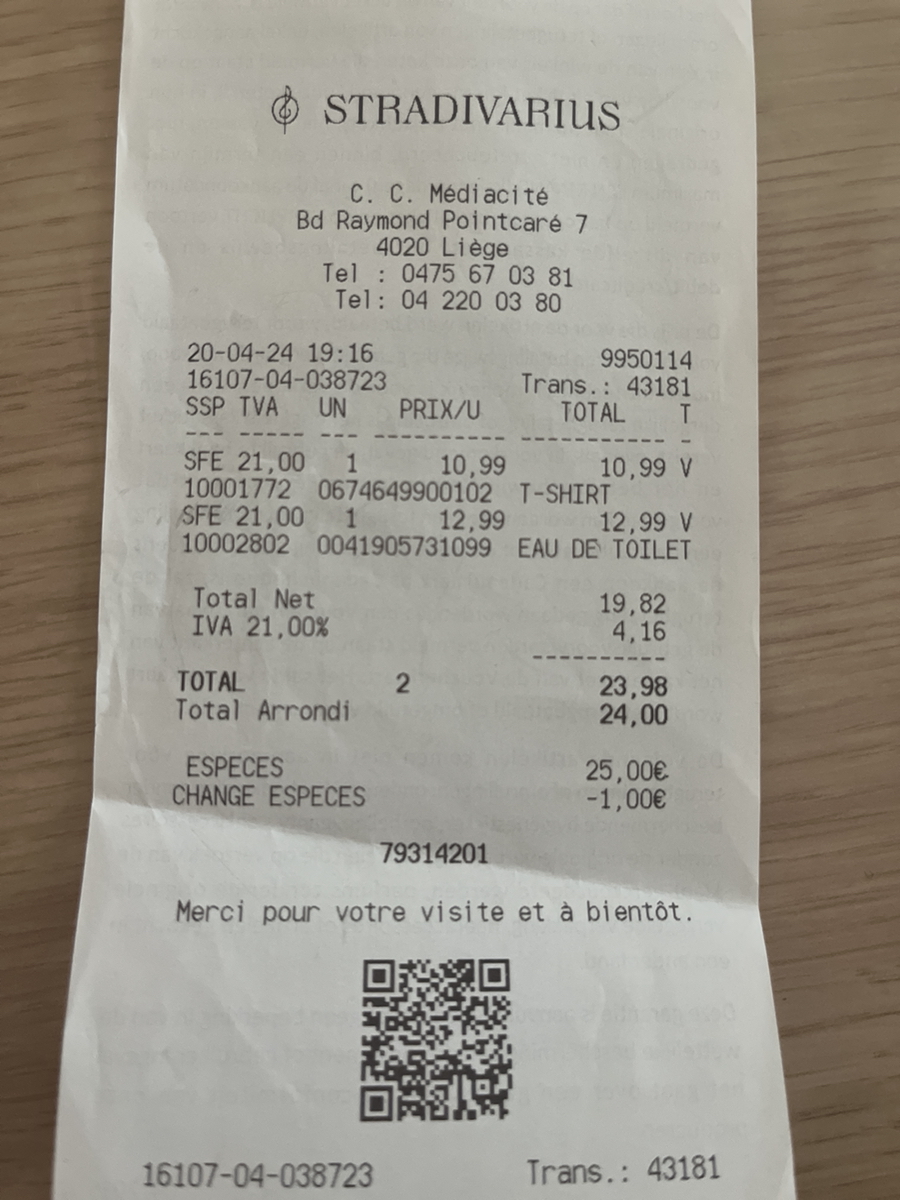 STRADIVARIUS
C. C. Médiacité
Bd Raymond Pointcaré 7
4020 Liège
Tel : 0475 67 03 81
Tel: 04 220 03 80
20-04-24 19:16 9950114
16107-04-038723 Trans.: 43181
SSP TVA UN PRIX/U TOTAL T
--- ----- --- ---------- ----------- -
SFE 21,00 1 10,99 10,99 V
10001772 0674649900102 T-SHIRT
SFE 21,00 1 12,99 12,99 V
10002802 0041905731099 EAU DE TOILET
Total Net 19,82
IVA 21,00% 4,16
----------
TOTAL 2 23,98
Total Arrondi 24,00
ESPECES 25,00€
CHANGE ESPECES -1,00€
79314201
Merci pour votre visite et à bientôt.
16107-04-038723 Trans.: 43181